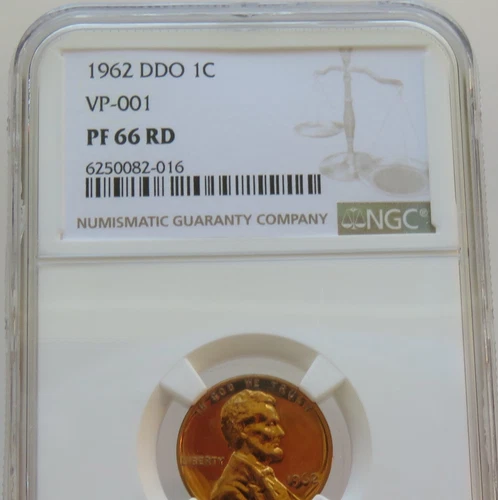 1962 DDO 1C
VP-001
PF 66 RD
6250082-016
NUMISMATIC GUARANTY COMPANY
NGC®
IN GOD WE TRUST
LIBERTY
1962